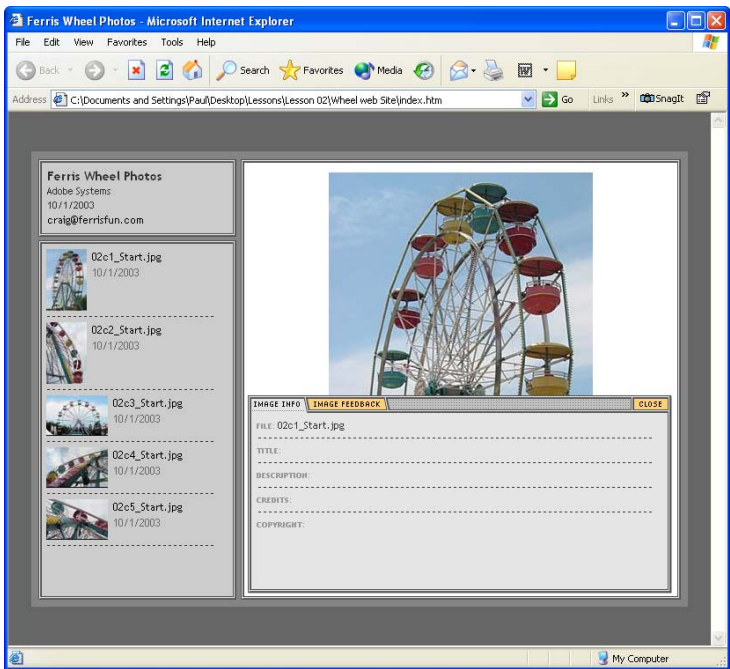 Ferris Wheel Photos - Microsoft Internet Explorer
File Edit View Favorites Tools Help
Back Search Favorites Media
Address C:\Documents and Settings\Paul\Desktop\Lessons\Lesson 02\Wheel web Site\index.htm Go Links » SnagIt
Ferris Wheel Photos
Adobe Systems
10/1/2003
craig@ferrisfun.com
02c1_Start.jpg
10/1/2003
02c2_Start.jpg
10/1/2003
02c3_Start.jpg
10/1/2003
02c4_Start.jpg
10/1/2003
02c5_Start.jpg
10/1/2003
IMAGE INFO IMAGE FEEDBACK CLOSE
FILE: 02c1_Start.jpg
TITLE:
DESCRIPTION:
CREDITS:
COPYRIGHT:
My Computer